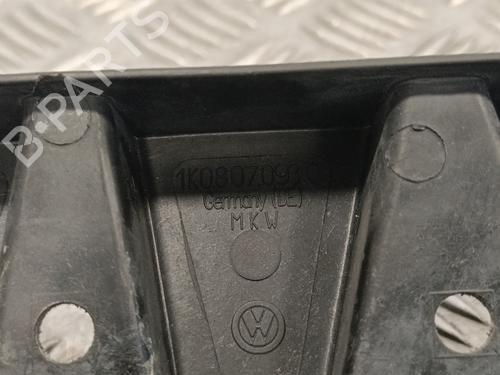 B-PARTS
1K0807093C
Germany (DE)
MKW